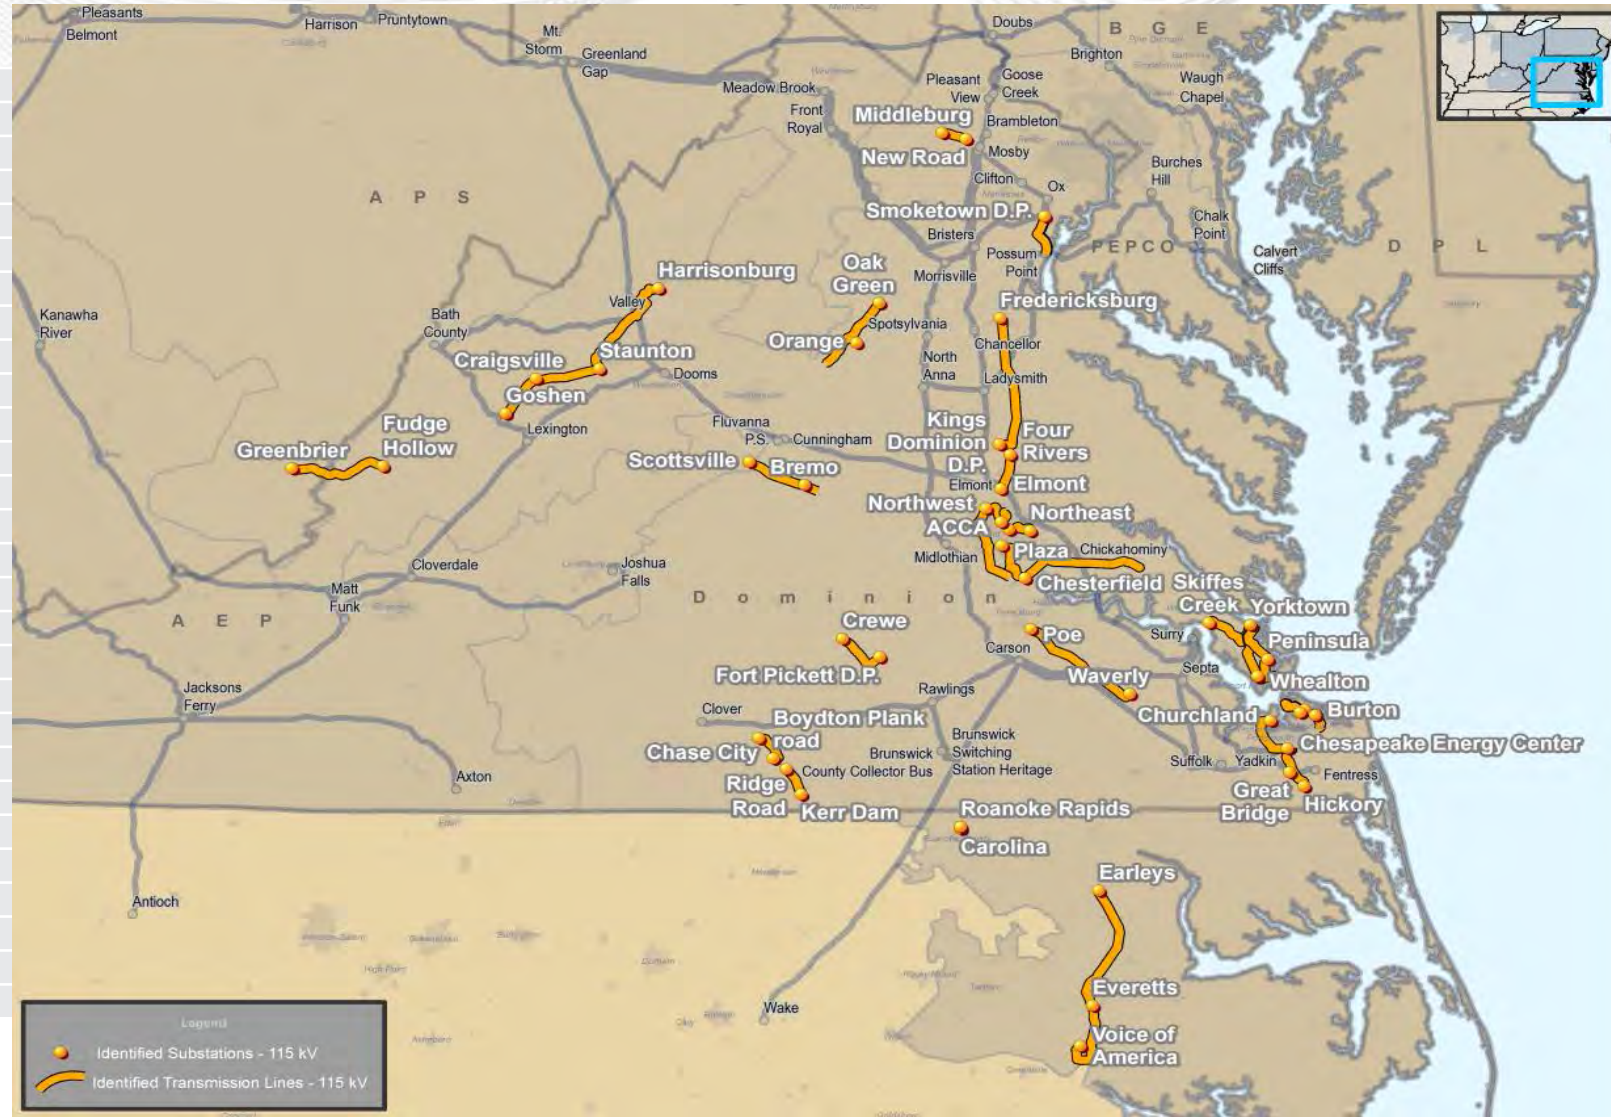 Pleasants
Belmont
Harrison
Pruntytown
Mt.
Storm
Greenland
Gap
Doubs
B G E
Brighton
Waugh
Chapel
Meadow Brook
Front
Royal
Pleasant
View
Goose
Creek
Middleburg
Brambleton
New Road
Mosby
Clifton
Ox
Burches
Hill
A P S
Smoketown D.P.
Bristers
Chalk
Point
PEPCO
Calvert
Cliffs
D P L
Possum
Point
Morrisville
Oak
Green
Harrisonburg
Valley
Fredericksburg
Kanawha
River
Bath
County
Spotsylvania
Orange
Chancellor
Craigsville
Staunton
Dooms
North
Anna
Ladysmith
Goshen
Lexington
Fudge
Hollow
Greenbrier
Fluvanna
P.S.
Cunningham
Kings
Dominion
D.P.
Four
Rivers
Scottsville
Bremo
Elmont
Elmont
Northwest
Northeast
ACCA
Plaza
Midlothian
Chickahominy
Chesterfield
Cloverdale
Joshua
Falls
Matt
Funk
A E P
Dominion
Skiffes
Creek
Yorktown
Peninsula
Whealton
Crewe
Fort Pickett D.P.
Poe
Carson
Surry
Septa
Waverly
Jacksons
Ferry
Rawlings
Clover
Churchland
Burton
Boydton Plank
road
Chase City
Brunswick
County Collector Bus
Brunswick
Switching
Station Heritage
Chesapeake Energy Center
Suffolk
Yadkin
Fentress
Axton
Ridge
Road
Kerr Dam
Great
Bridge
Hickory
Roanoke Rapids
Carolina
Earleys
Antioch
Everetts
Wake
Voice of
America
Legend
Identified Substations - 115 kV
Identified Transmission Lines - 115 kV